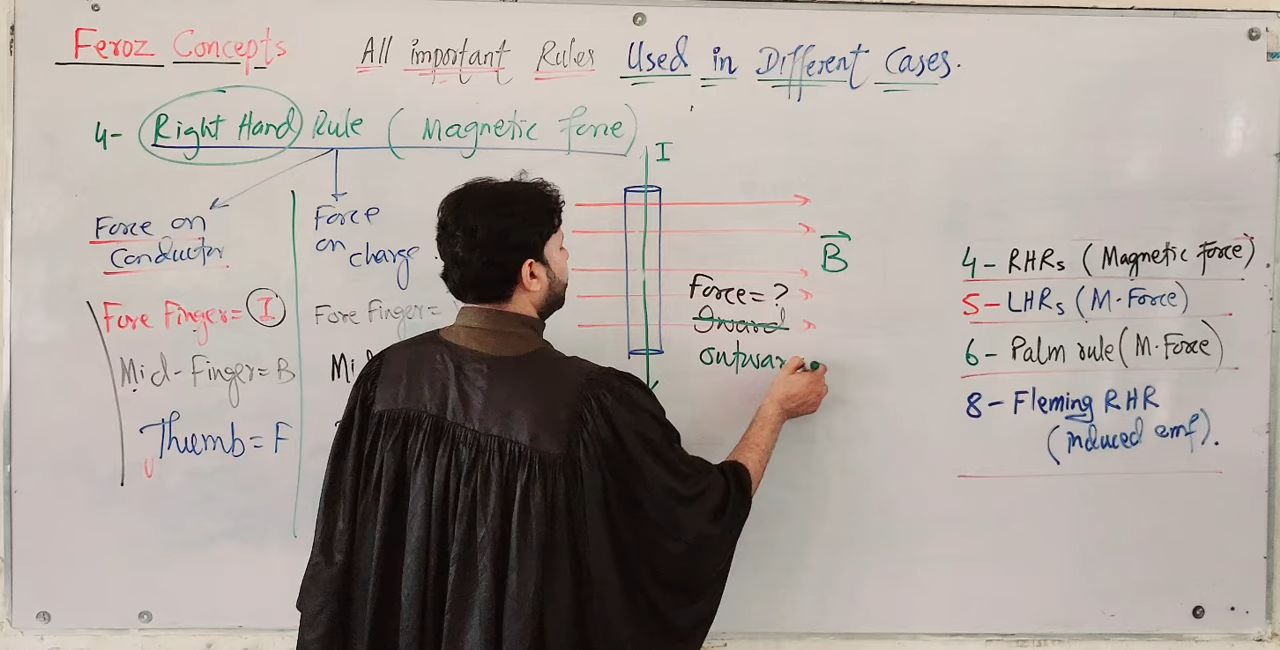 Feroz Concepts
All important Rules Used in Different Cases.
4- Right Hand Rule (Magnetic force)
Force on
Conductor
Fore Finger = I
Mid-Finger = B
Thumb = F
Force
on charge
Fore Finger =
I
B
Force = ?
Inward
4- RHRs (Magnetic force).
5- LHRs (M. Force)
6- Palm rule (M. Force)
8- Fleming RHR
(induced emf).